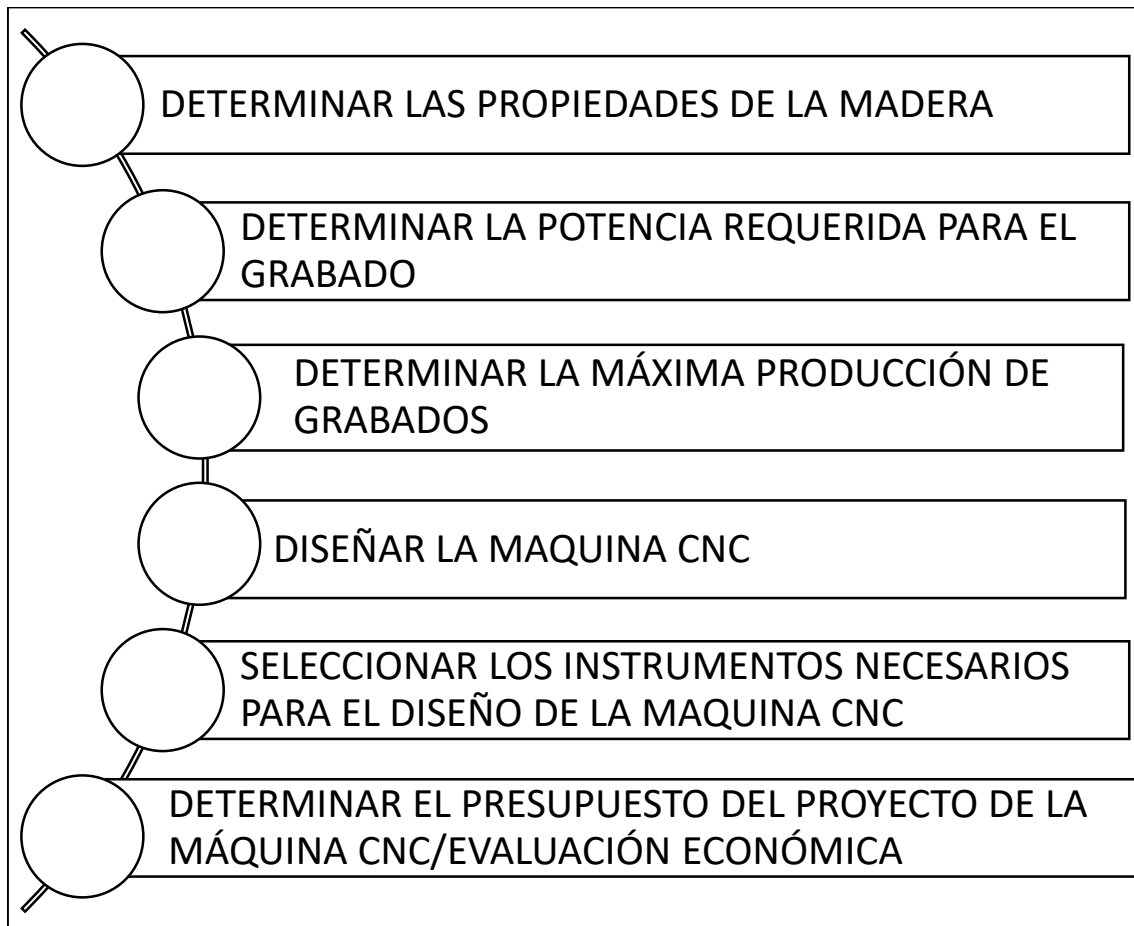 DETERMINAR LAS PROPIEDADES DE LA MADERA
DETERMINAR LA POTENCIA REQUERIDA PARA EL
GRABADO
DETERMINAR LA MÁXIMA PRODUCCIÓN DE
GRABADOS
DISEÑAR LA MAQUINA CNC
SELECCIONAR LOS INSTRUMENTOS NECESARIOS
PARA EL DISEÑO DE LA MAQUINA CNC
DETERMINAR EL PRESUPUESTO DEL PROYECTO DE LA
MÁQUINA CNC/EVALUACIÓN ECONÓMICA